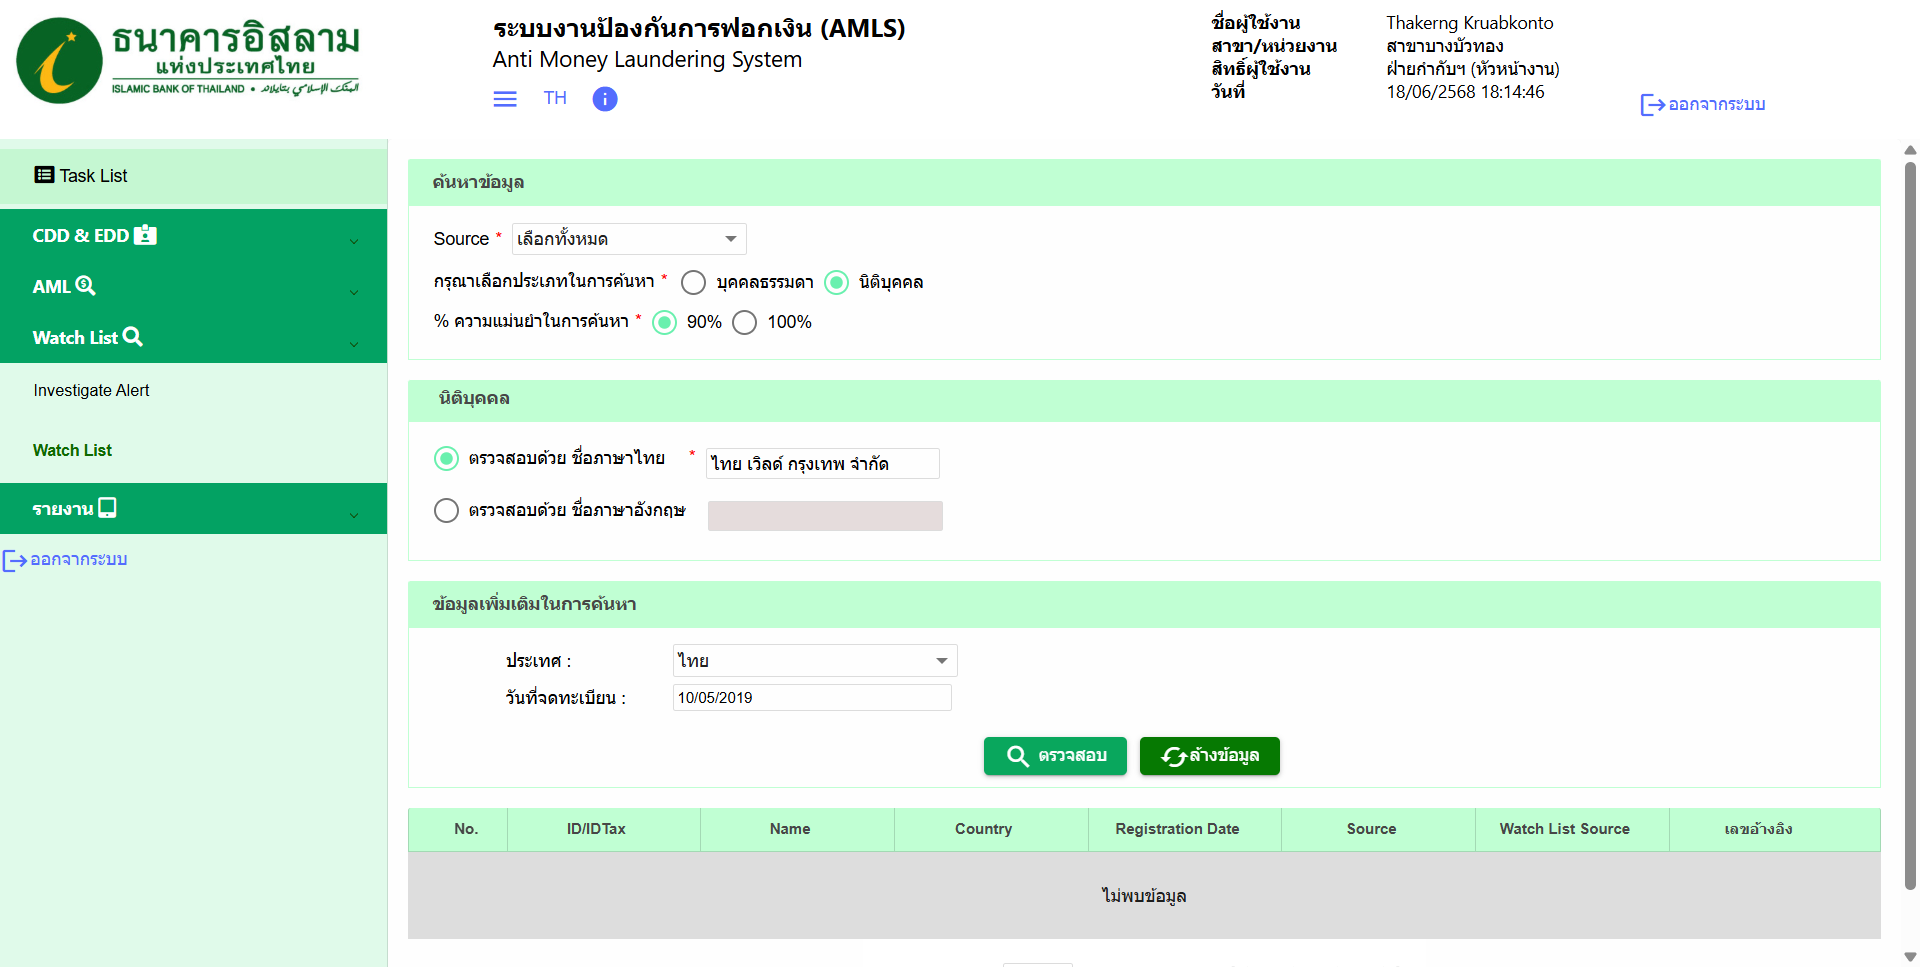 ธนาคารอิสลาม
แห่งประเทศไทย
ISLAMIC BANK OF THAILAND •
ระบบงานป้องกันการฟอกเงิน (AMLS)
Anti Money Laundering System
TH
ชื่อผู้ใช้งาน Thakerng Kruabkonto
สาขา/หน่วยงาน สาขาบางบัวทอง
สิทธิ์ผู้ใช้งาน ฝ่ายกำกับฯ (หัวหน้างาน)
วันที่ 18/06/2568 18:14:46
ออกจากระบบ
Task List
CDD & EDD
AML
Watch List
Investigate Alert
Watch List
รายงาน
ออกจากระบบ
ค้นหาข้อมูล
Source * เลือกทั้งหมด
กรุณาเลือกประเภทในการค้นหา * บุคคลธรรมดา นิติบุคคล
% ความแม่นยำในการค้นหา * 90% 100%
นิติบุคคล
ตรวจสอบด้วย ชื่อภาษาไทย * ไทย เวิลด์ กรุงเทพ จำกัด
ตรวจสอบด้วย ชื่อภาษาอังกฤษ
ข้อมูลเพิ่มเติมในการค้นหา
ประเทศ : ไทย
วันที่จดทะเบียน : 10/05/2019
ตรวจสอบ ล้างข้อมูล
No. ID/IDTax Name Country Registration Date Source Watch List Source เลขอ้างอิง
ไม่พบข้อมูล